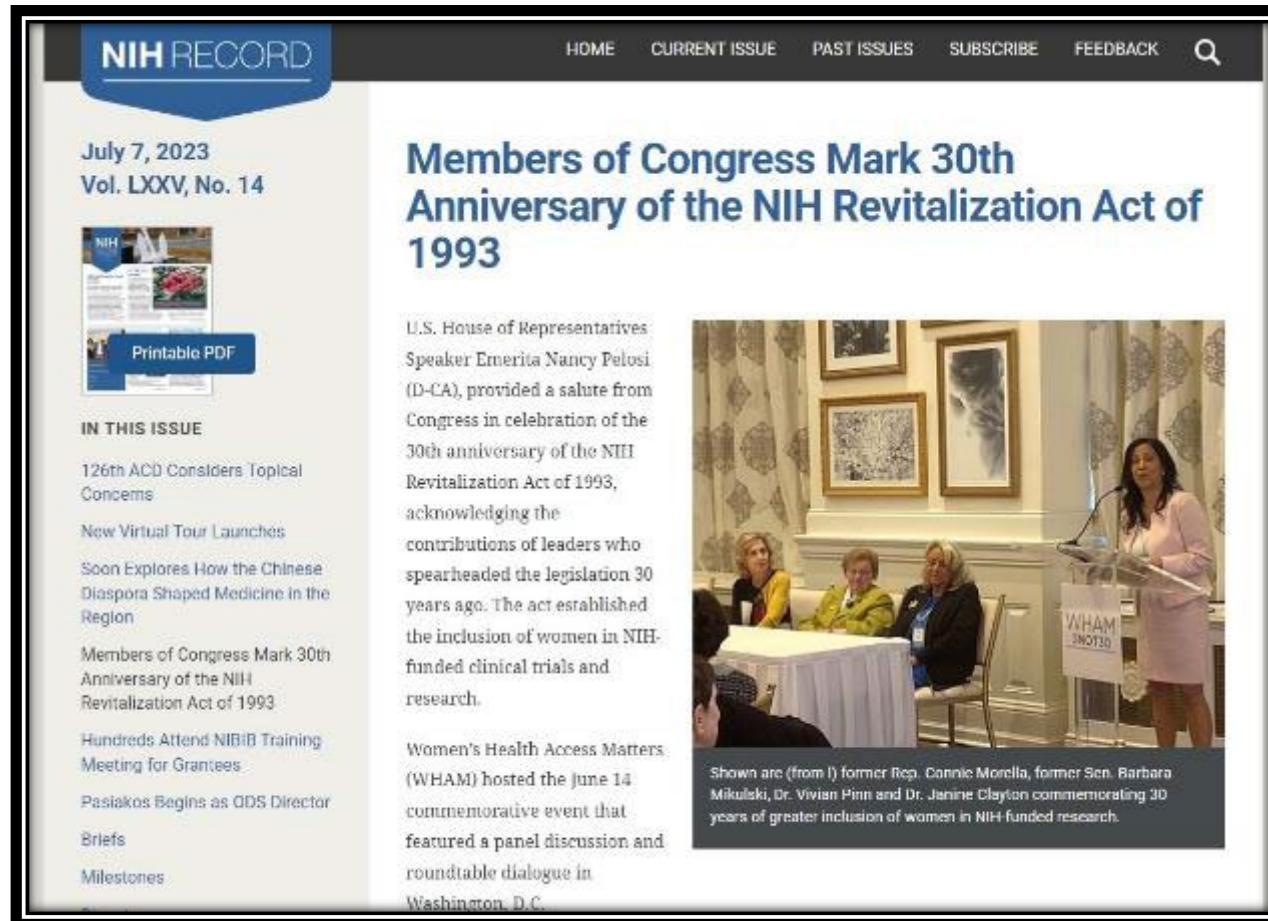 NIH RECORD
HOME CURRENT ISSUE PAST ISSUES SUBSCRIBE FEEDBACK
July 7, 2023
Vol. LXXV, No. 14
NIH
Printable PDF
IN THIS ISSUE
126th ACD Considers Topical
Concerns
New Virtual Tour Launches
Soon Explores How the Chinese
Diaspora Shaped Medicine in the
Region
Members of Congress Mark 30th
Anniversary of the NIH
Revitalization Act of 1993
Hundreds Attend NIBIB Training
Meeting for Grantees
Pasiakos Begins as ODS Director
Briefs
Milestones
Members of Congress Mark 30th
Anniversary of the NIH Revitalization Act of
1993
U.S. House of Representatives
Speaker Emerita Nancy Pelosi
(D-CA), provided a salute from
Congress in celebration of the
30th anniversary of the NIH
Revitalization Act of 1993,
acknowledging the
contributions of leaders who
spearheaded the legislation 30
years ago. The act established
the inclusion of women in NIH-
funded clinical trials and
research.
Women's Health Access Matters
(WHAM) hosted the June 14
commemorative event that
featured a panel discussion and
roundtable dialogue in
Washington, D.C.
WHAM
3NOT30
Shown are (from l) former Rep. Connie Morella, former Sen. Barbara
Mikulski, Dr. Vivian Pinn and Dr. Janine Clayton commemorating 30
years of greater inclusion of women in NIH-funded research.